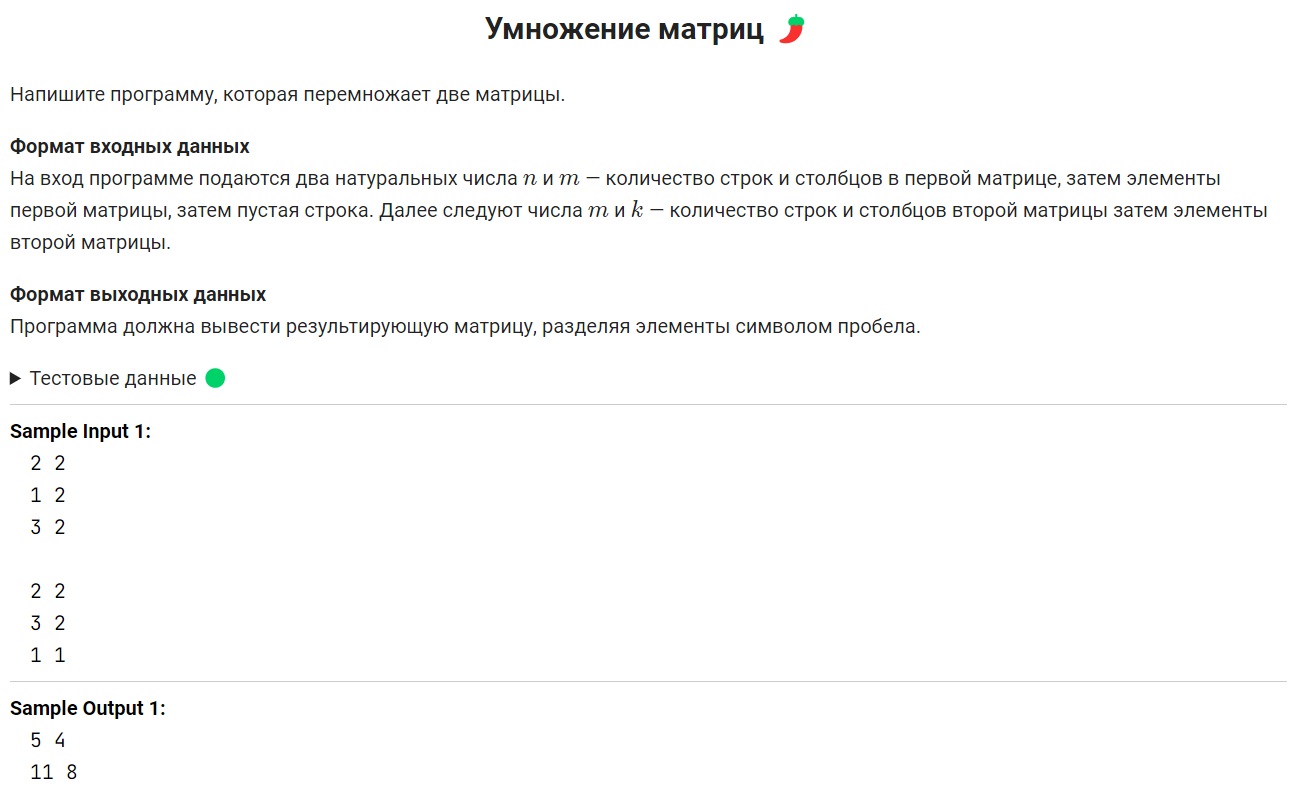 Умножение матриц 🌶️
Напишите программу, которая перемножает две матрицы.
Формат входных данных
На вход программе подаются два натуральных числа n и m — количество строк и столбцов в первой матрице, затем элементы
первой матрицы, затем пустая строка. Далее следуют числа m и k — количество строк и столбцов второй матрицы затем элементы
второй матрицы.
Формат выходных данных
Программа должна вывести результирующую матрицу, разделяя элементы символом пробела.
▶ Тестовые данные 🟢
Sample Input 1:
2 2
1 2
3 2
2 2
3 2
1 1
Sample Output 1:
5 4
11 8